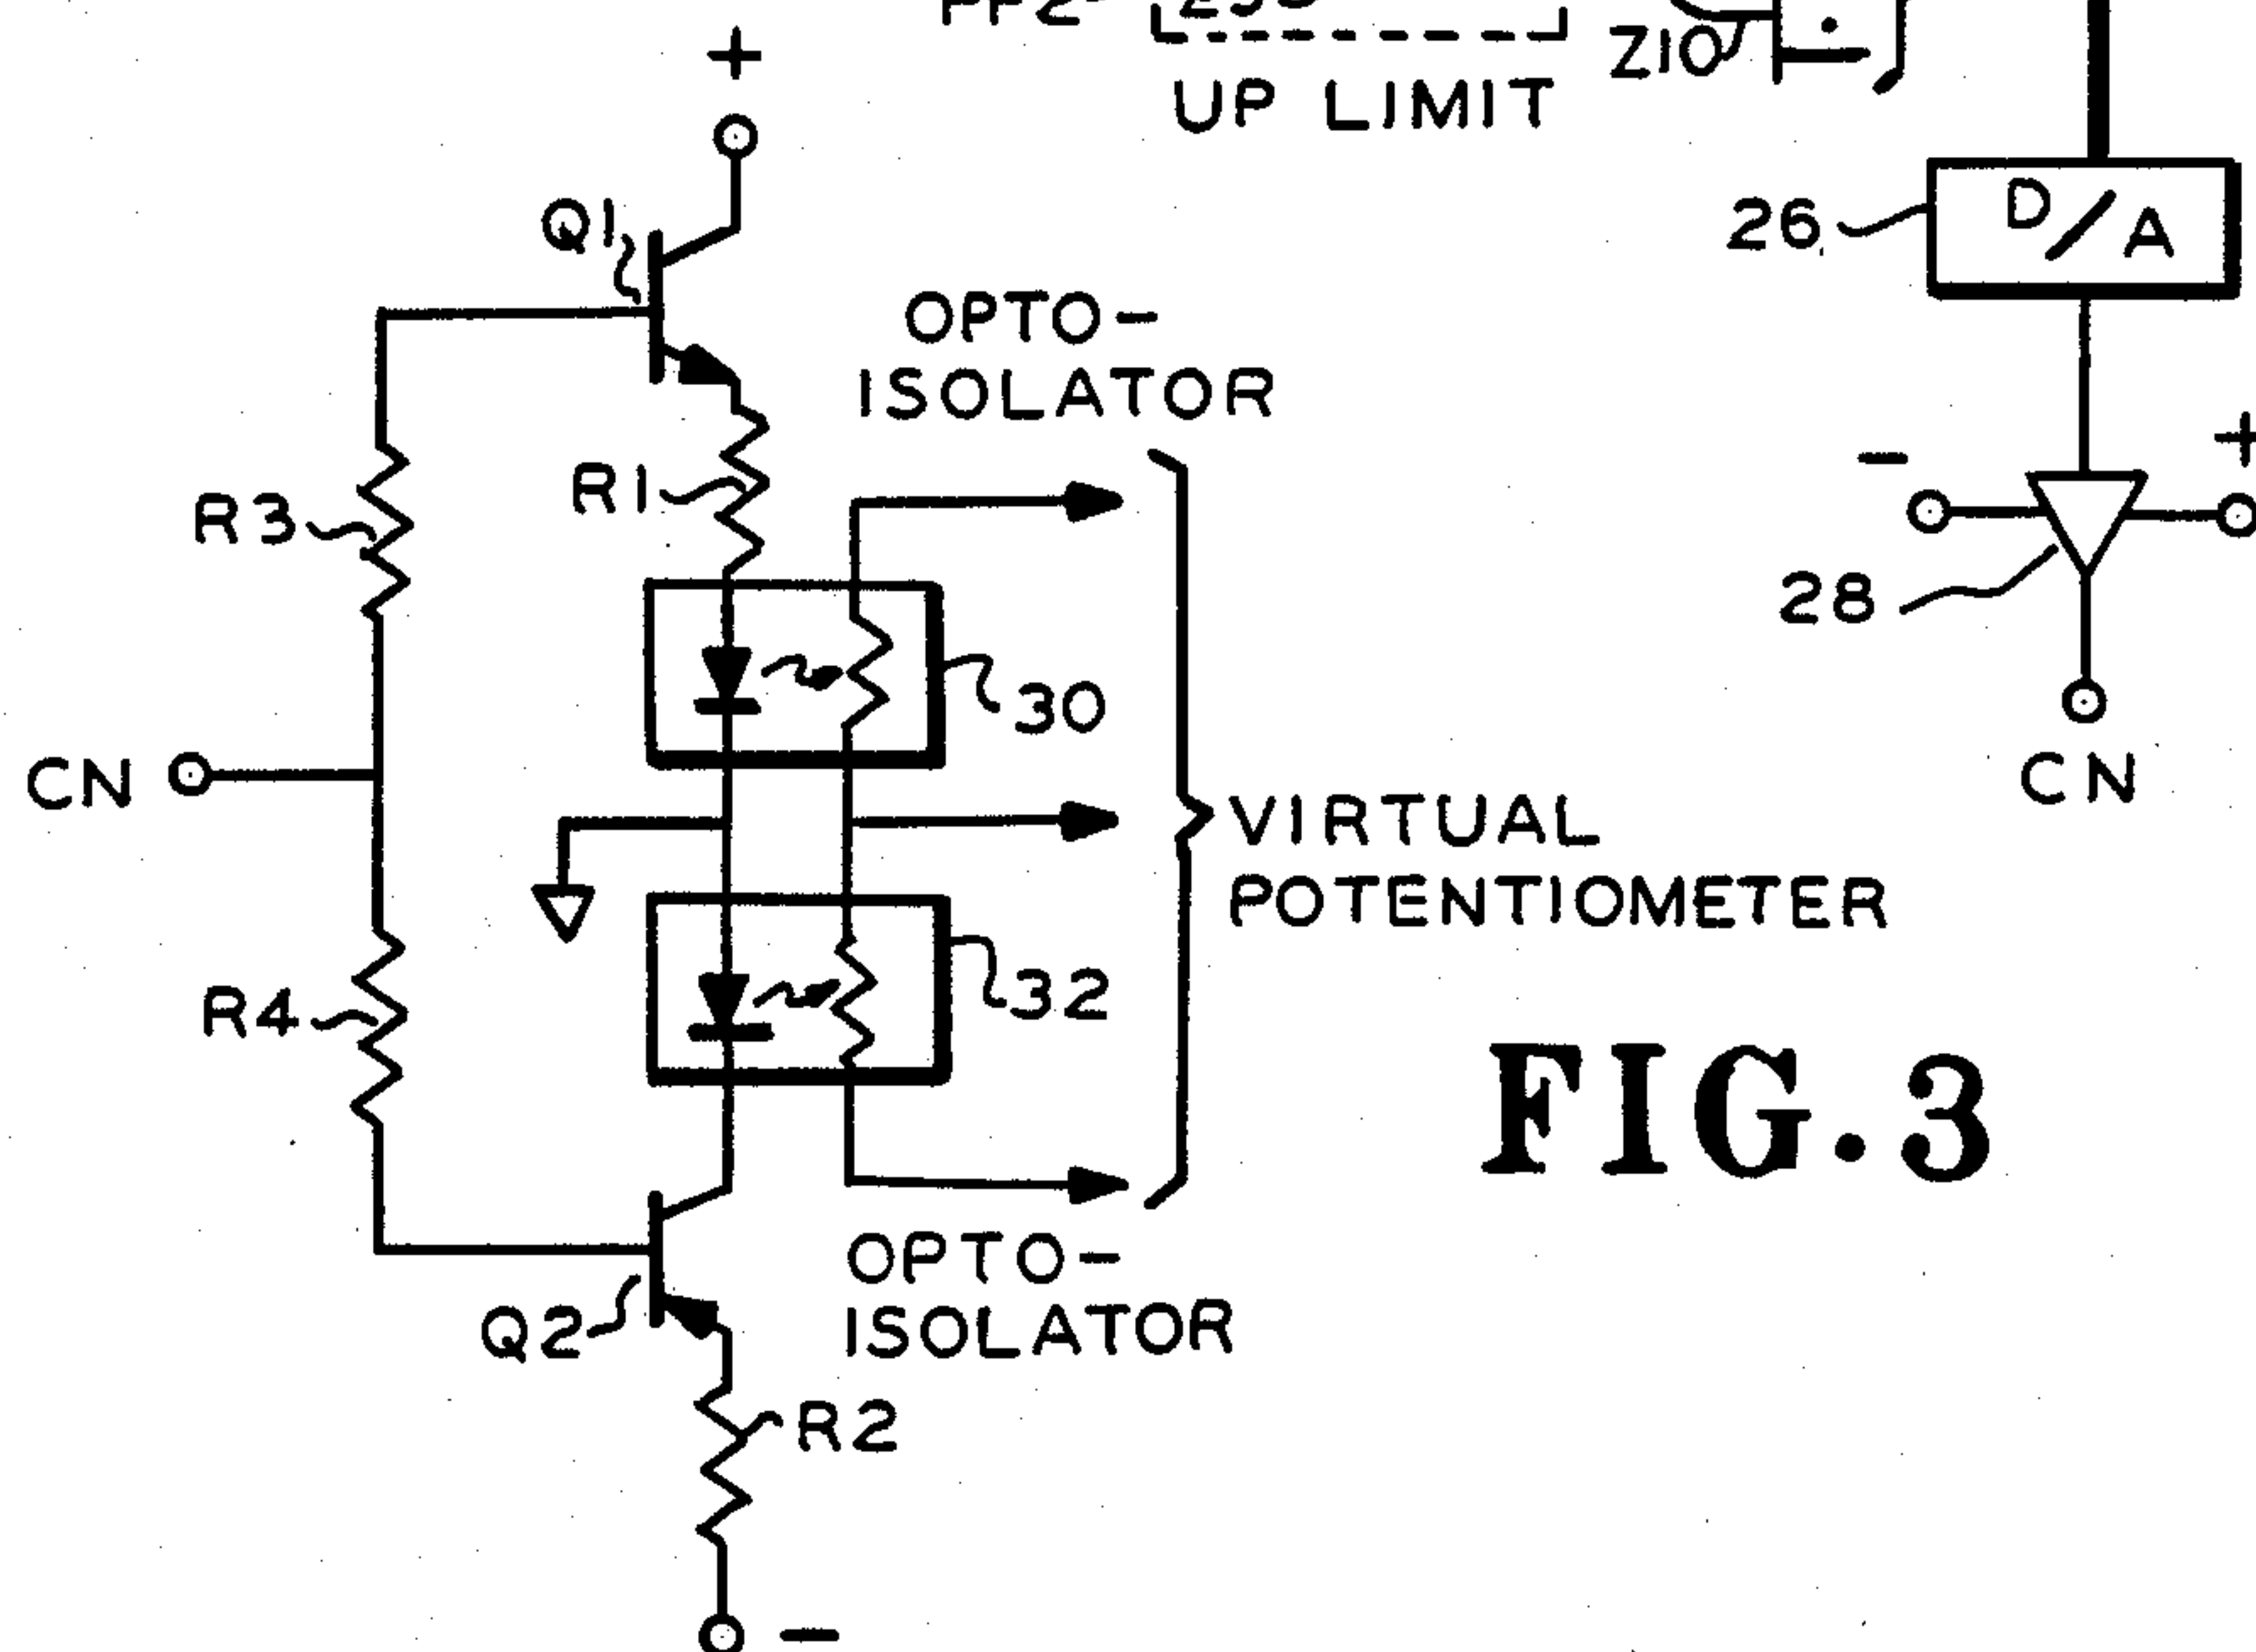 +
UP LIMIT
Z10
Q1
26
D/A
OPTO-
ISOLATOR
R1
R3
-
+
28
30
CN
CN
VIRTUAL
POTENTIOMETER
32
R4
FIG.3
OPTO-
ISOLATOR
Q2
R2
-